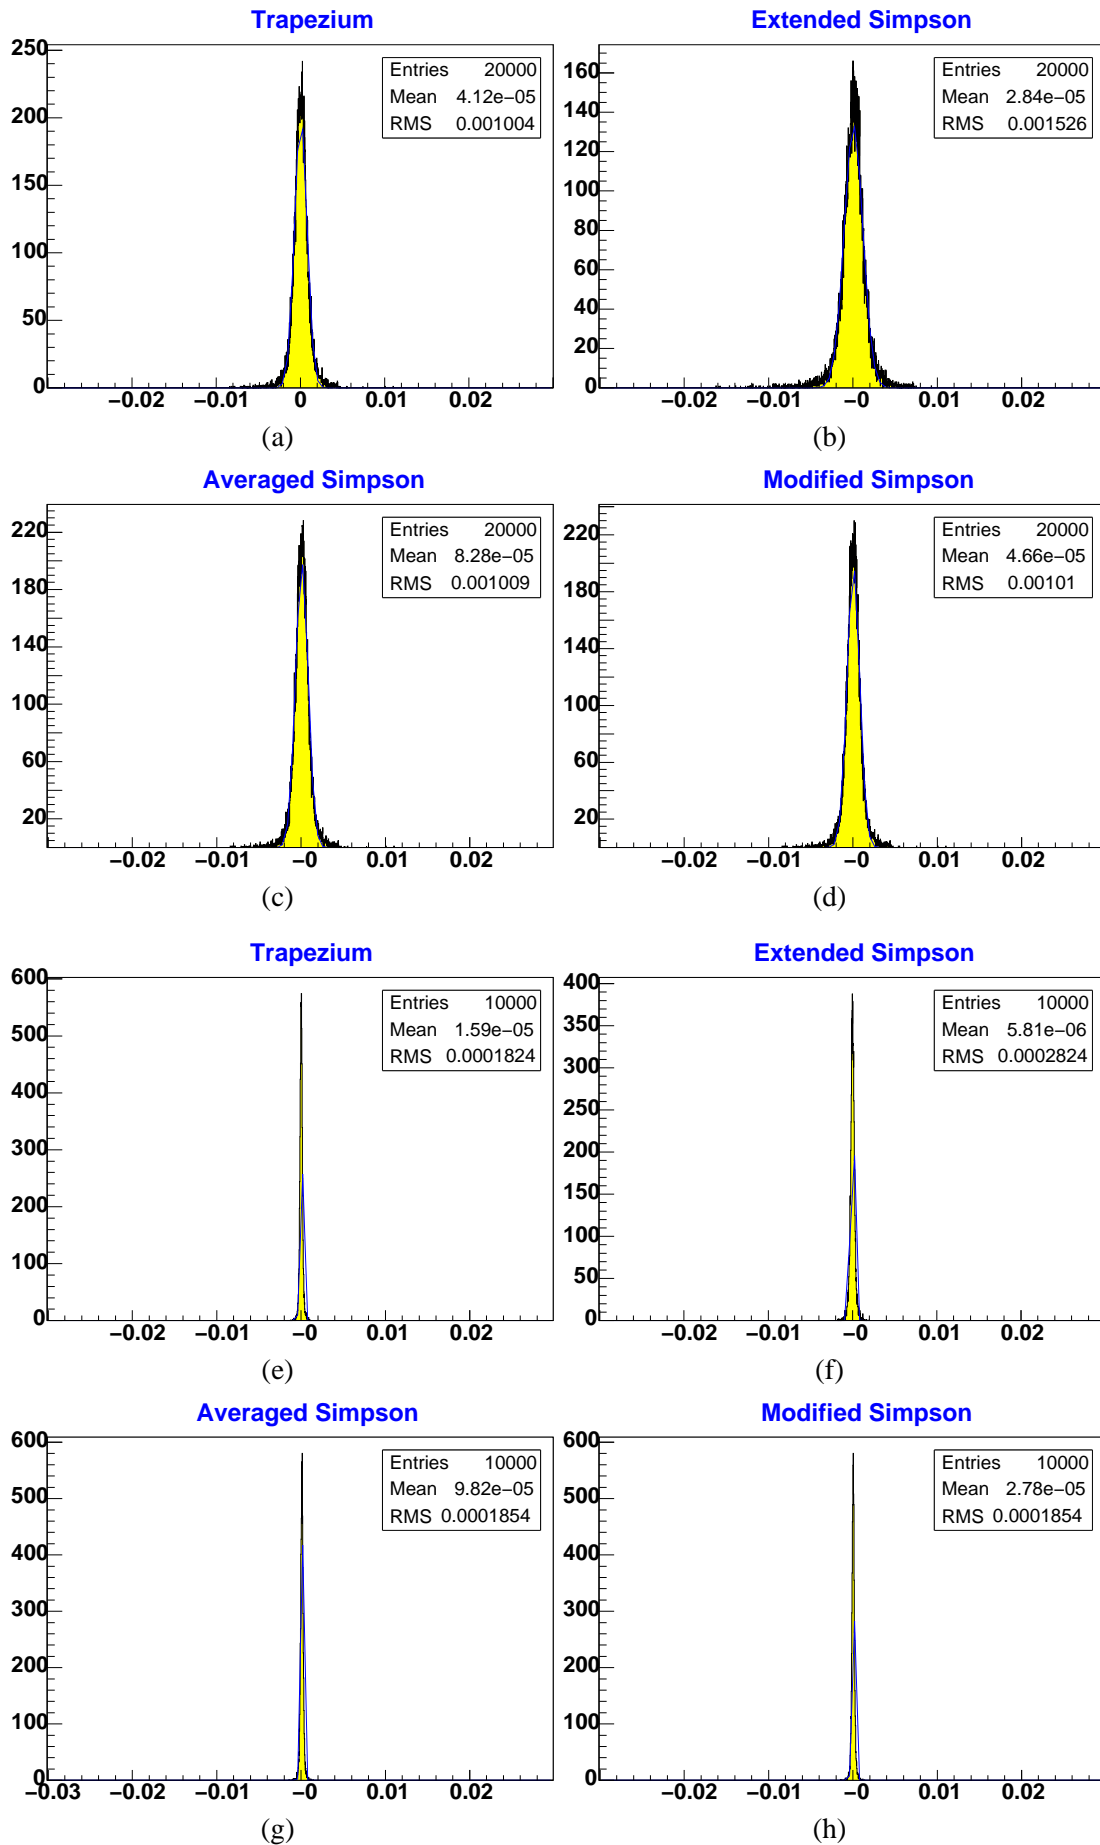 Trapezium
Extended Simpson
250
200
150
100
50
0
Entries 20000
Mean 4.12e−05
RMS 0.001004
−0.02 −0.01 0 0.01 0.02
(a)
160
140
120
100
80
60
40
20
0
Entries 20000
Mean 2.84e−05
RMS 0.001526
−0.02 −0.01 −0 0.01 0.02
(b)
Averaged Simpson
Modified Simpson
220
180
140
100
60
20
Entries 20000
Mean 8.28e−05
RMS 0.001009
−0.02 −0.01 −0 0.01 0.02
(c)
220
180
140
100
60
20
Entries 20000
Mean 4.66e−05
RMS 0.00101
−0.02 −0.01 −0 0.01 0.02
(d)
Trapezium
Extended Simpson
600
500
400
300
200
100
0
Entries 10000
Mean 1.59e−05
RMS 0.0001824
−0.02 −0.01 −0 0.01 0.02
(e)
400
350
300
250
200
150
100
50
0
Entries 10000
Mean 5.81e−06
RMS 0.0002824
−0.02 −0.01 −0 0.01 0.02
(f)
Averaged Simpson
Modified Simpson
600
500
400
300
200
100
0
Entries 10000
Mean 9.82e−05
RMS 0.0001854
−0.03 −0.02 −0.01 −0 0.01 0.02
(g)
600
500
400
300
200
100
0
Entries 10000
Mean 2.78e−05
RMS 0.0001854
−0.02 −0.01 −0 0.01 0.02
(h)